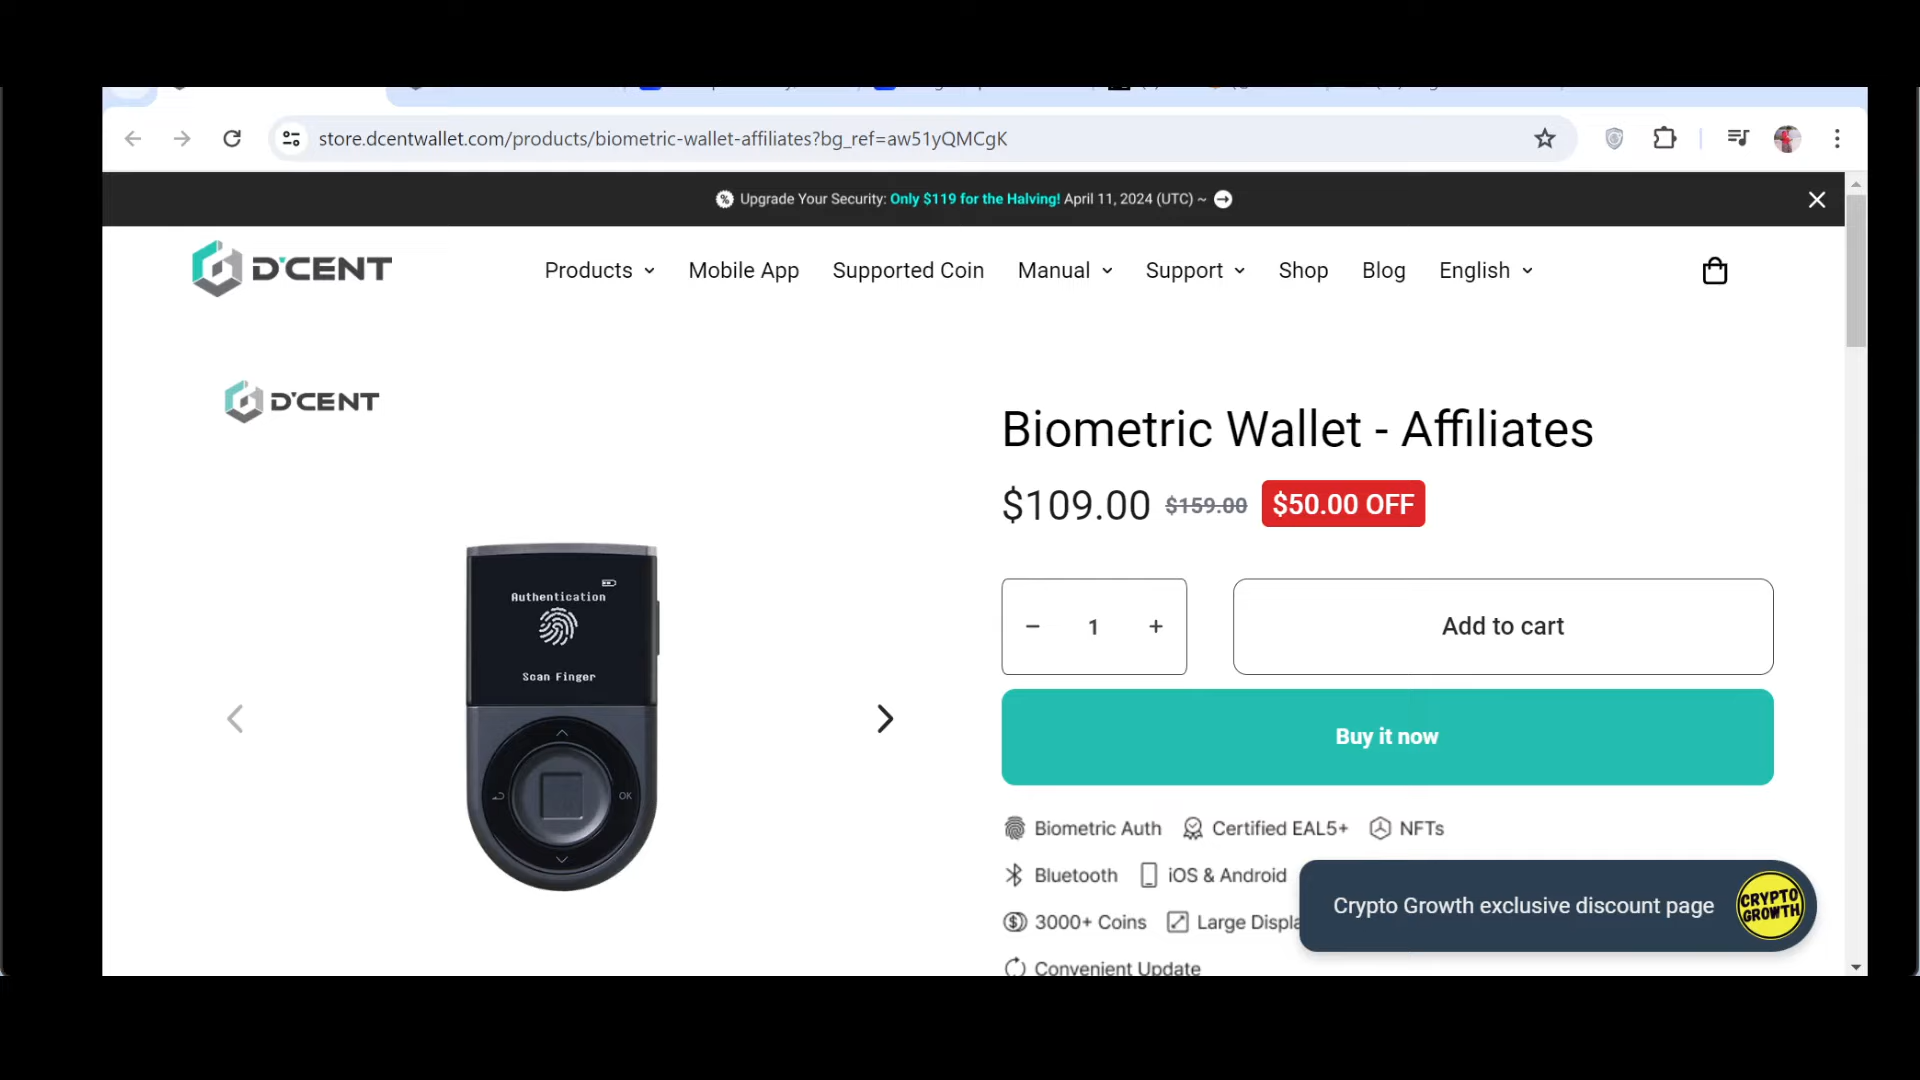 store.dcentwallet.com/products/biometric-wallet-affiliates?bg_ref=aw51yQMCgK
Upgrade Your Security: Only $119 for the Halving! April 11, 2024 (UTC) ~
D'CENT
Products
Mobile App
Supported Coin
Manual
Support
Shop
Blog
English
D'CENT
Biometric Wallet - Affiliates
$109.00 $159.00 $50.00 OFF
Authentication
Scan Finger
OK
− 1 +
Add to cart
Buy it now
Biometric Auth Certified EAL5+ NFTs
Bluetooth iOS & Android
3000+ Coins Large Displa
Convenient Update
Crypto Growth exclusive discount page
CRYPTO
GROWTH